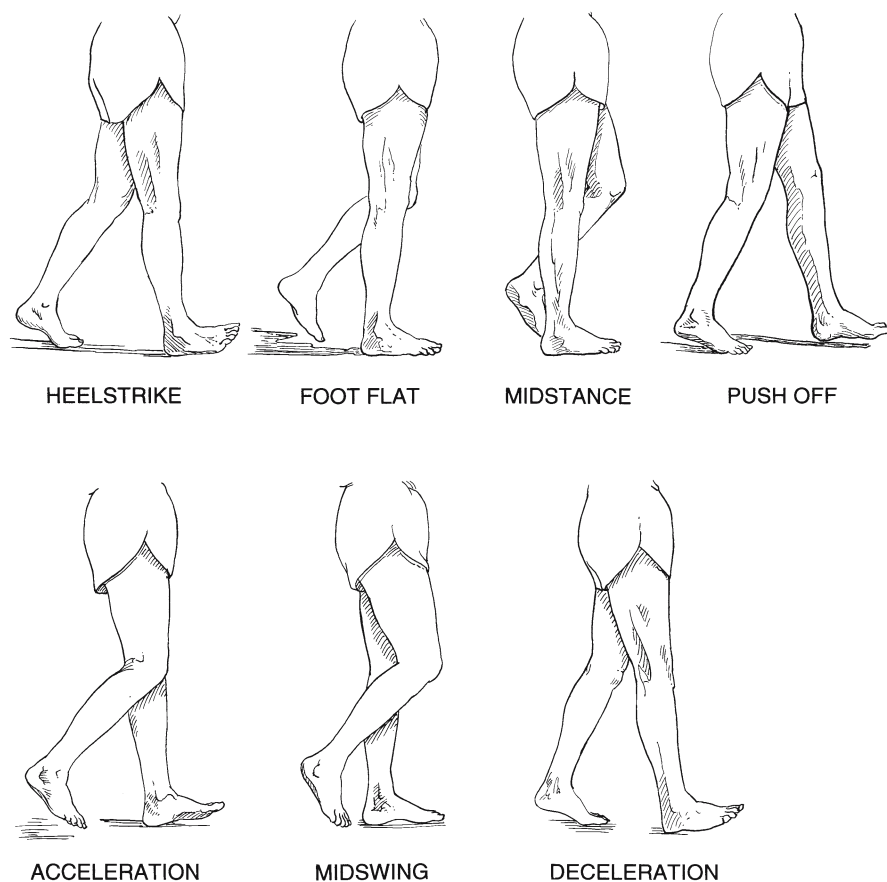 HEELSTRIKE FOOT FLAT MIDSTANCE PUSH OFF
ACCELERATION MIDSWING DECELERATION